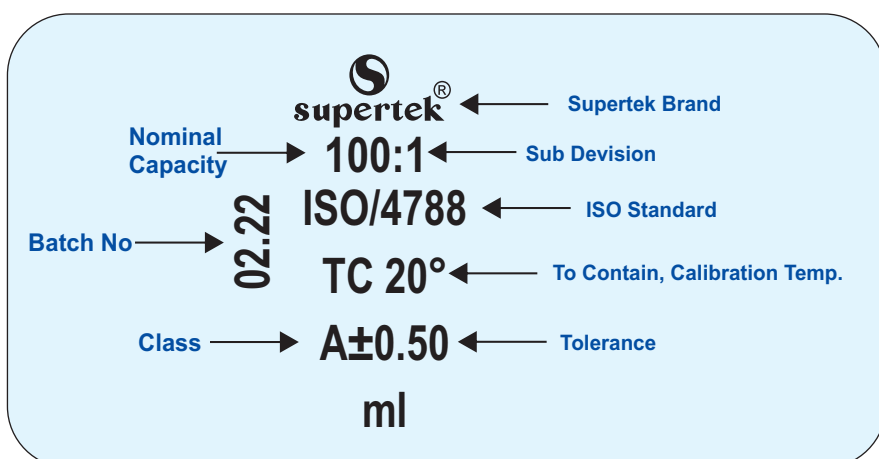 supertek®
Supertek Brand
Nominal
Capacity
100:1
Sub Devision
ISO/4788
ISO Standard
02.22
Batch No
TC 20°
To Contain, Calibration Temp.
Class
A±0.50
Tolerance
ml